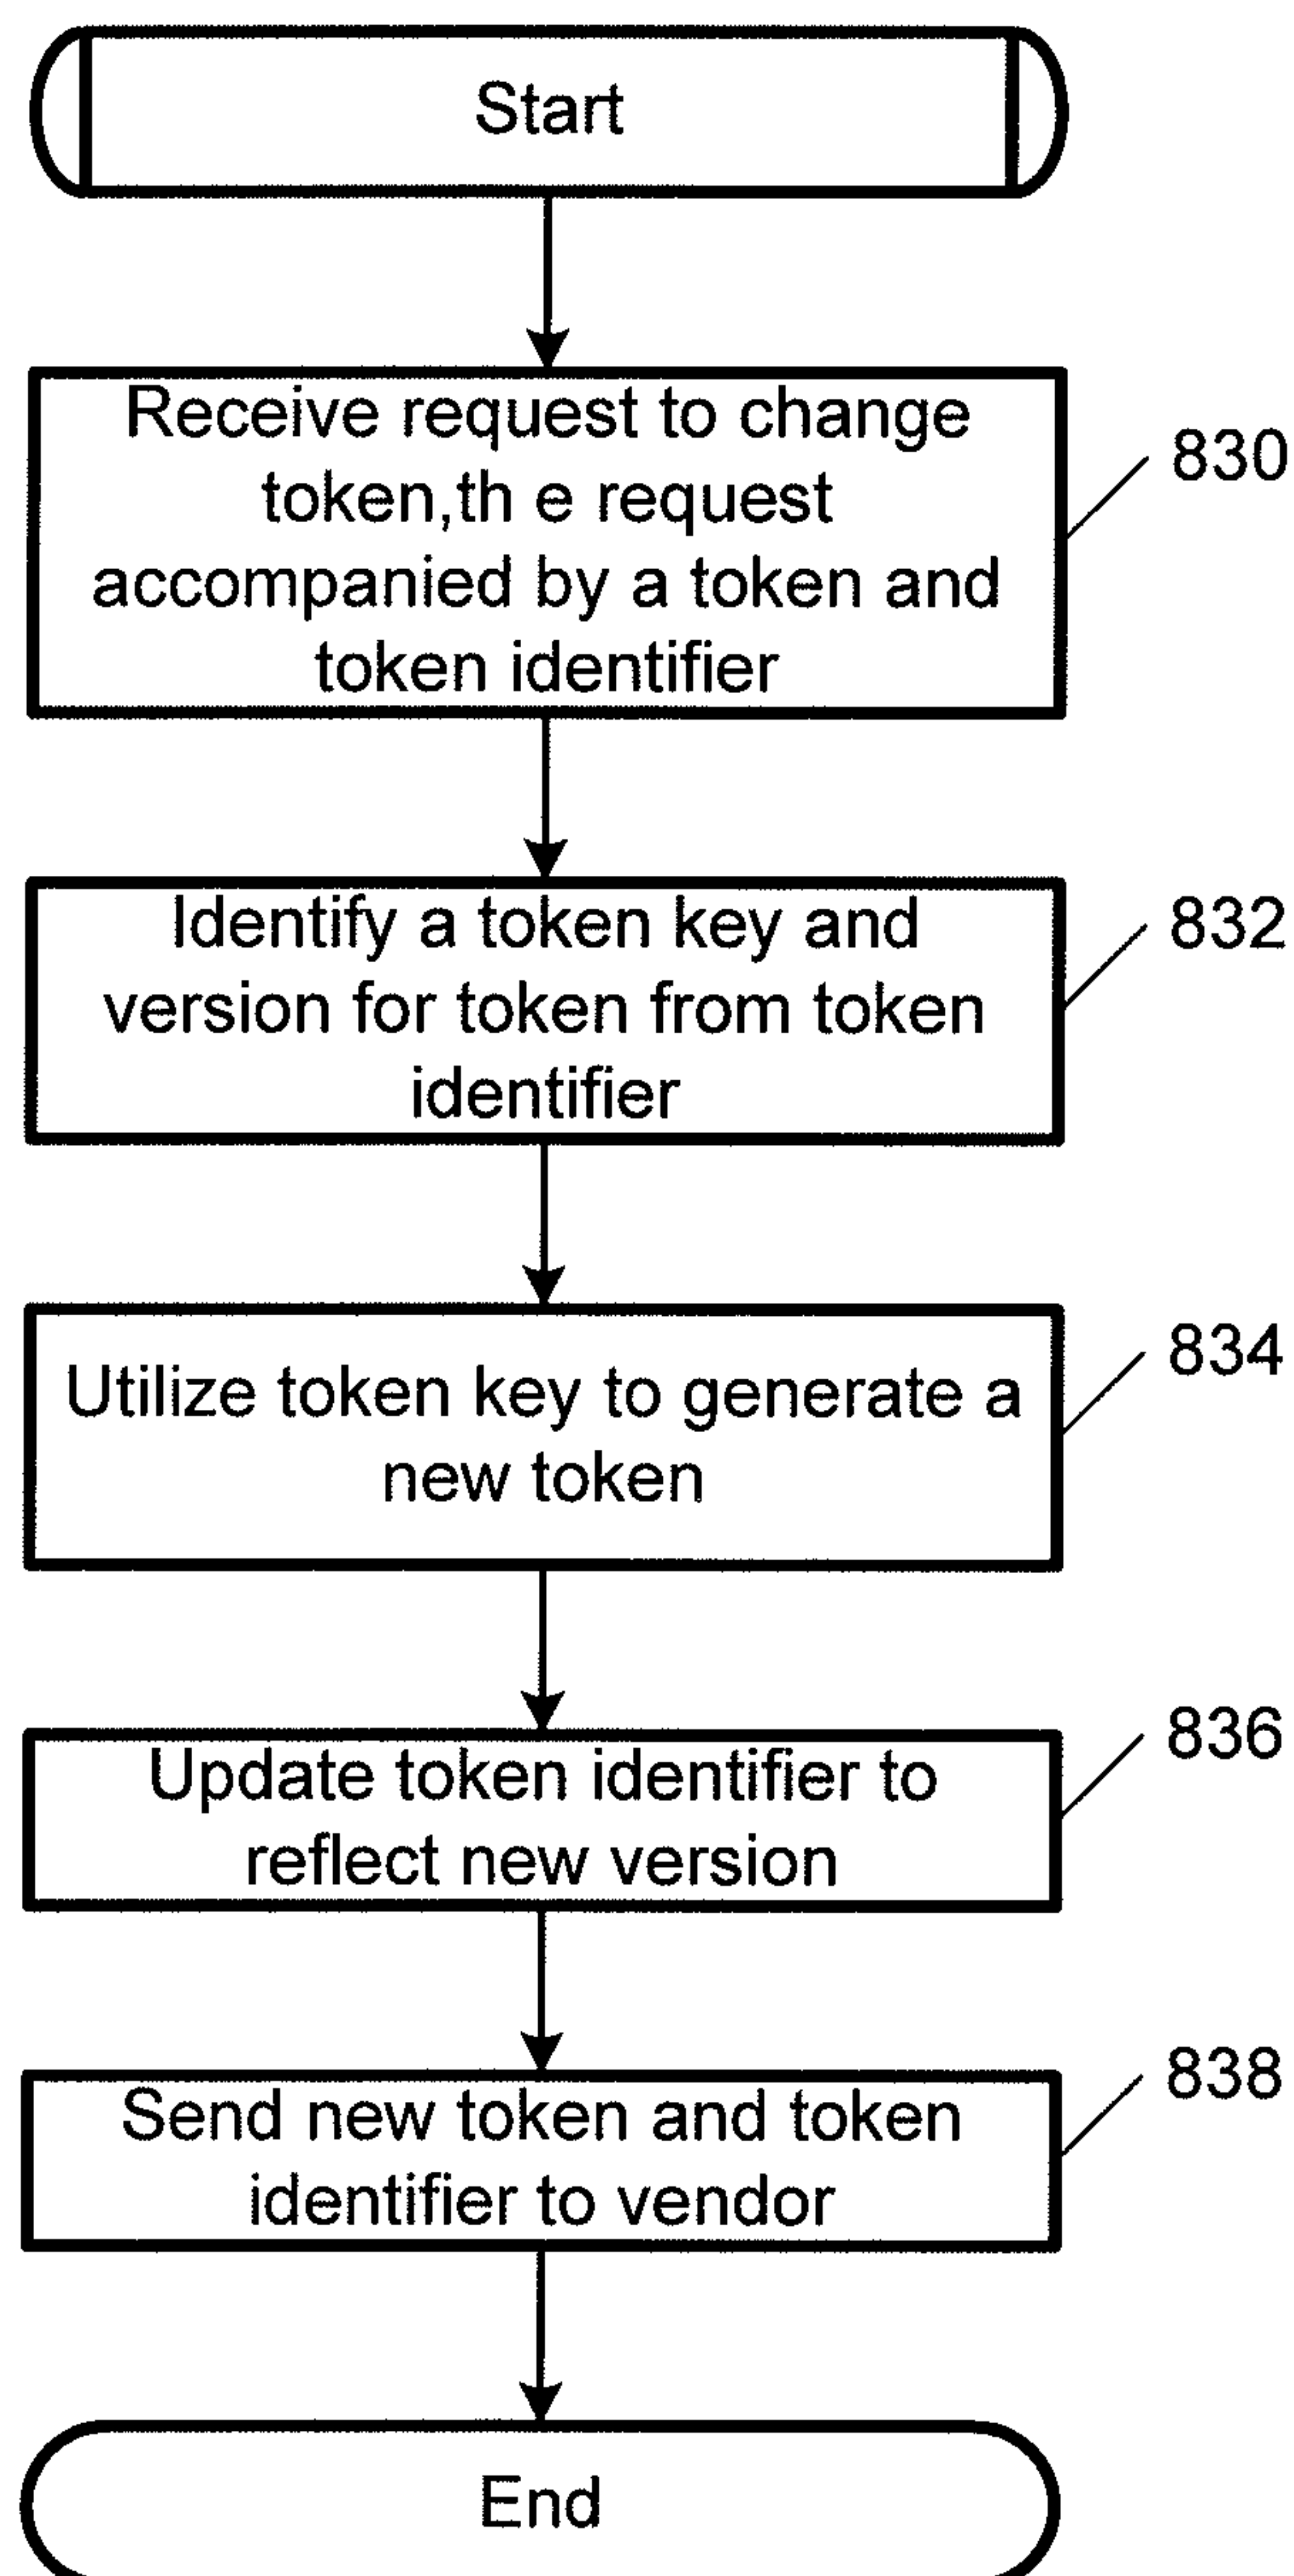 Start
Receive request to change
token,th e request
accompanied by a token and
token identifier
830
Identify a token key and
version for token from token
identifier
832
Utilize token key to generate a
new token
834
Update token identifier to
reflect new version
836
Send new token and token
identifier to vendor
838
End